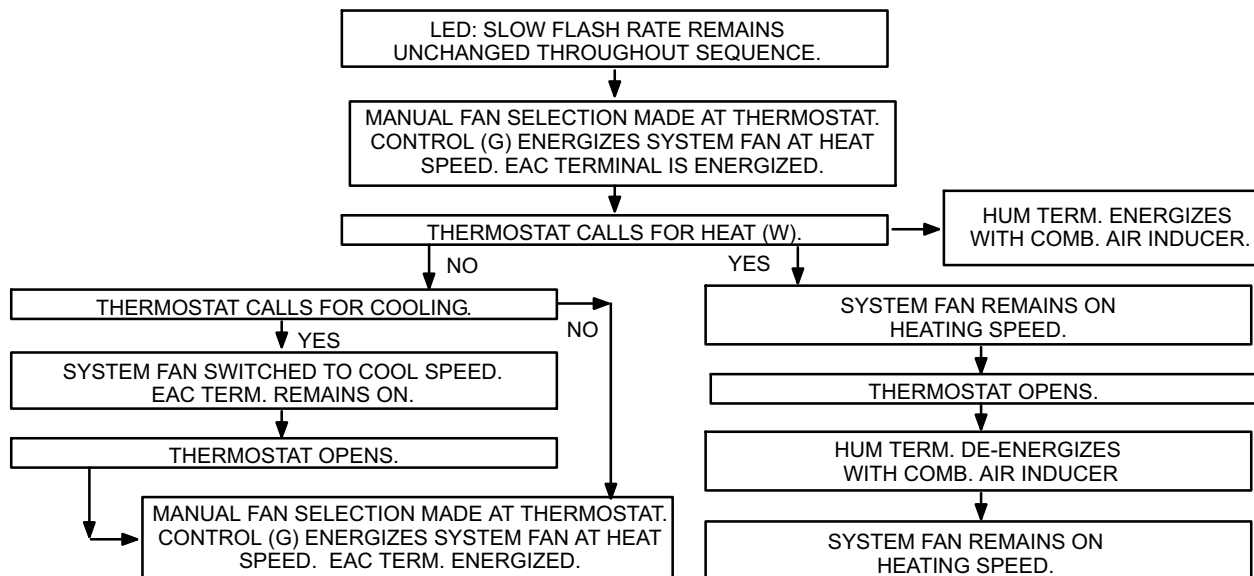 LED: SLOW FLASH RATE REMAINS
UNCHANGED THROUGHOUT SEQUENCE.
MANUAL FAN SELECTION MADE AT THERMOSTAT.
CONTROL (G) ENERGIZES SYSTEM FAN AT HEAT
SPEED. EAC TERMINAL IS ENERGIZED.
THERMOSTAT CALLS FOR HEAT (W).
HUM TERM. ENERGIZES
WITH COMB. AIR INDUCER.
NO
YES
THERMOSTAT CALLS FOR COOLING.
NO
YES
SYSTEM FAN SWITCHED TO COOL SPEED.
EAC TERM. REMAINS ON.
THERMOSTAT OPENS.
MANUAL FAN SELECTION MADE AT THERMOSTAT.
CONTROL (G) ENERGIZES SYSTEM FAN AT HEAT
SPEED. EAC TERM. ENERGIZED.
SYSTEM FAN REMAINS ON
HEATING SPEED.
THERMOSTAT OPENS.
HUM TERM. DE-ENERGIZES
WITH COMB. AIR INDUCER
SYSTEM FAN REMAINS ON
HEATING SPEED.